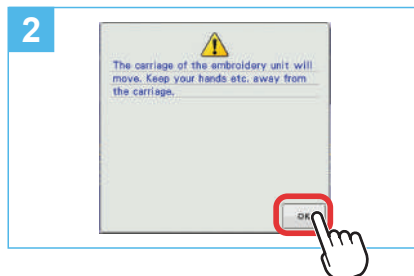 2
The carriage of the embroidery unit will
move. Keep your hands etc. away from
the carriage.
OK